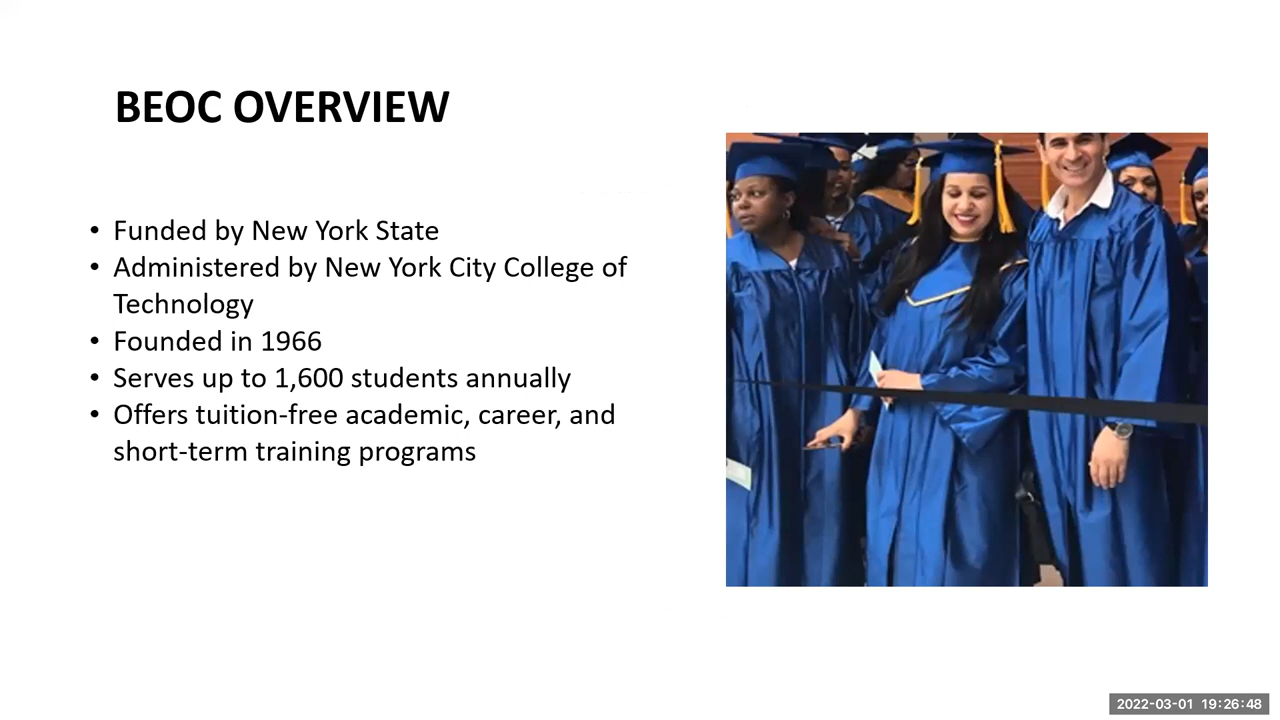 BEOC OVERVIEW
• Funded by New York State
• Administered by New York City College of
Technology
• Founded in 1966
• Serves up to 1,600 students annually
• Offers tuition-free academic, career, and
short-term training programs
2022-03-01 19:26:48